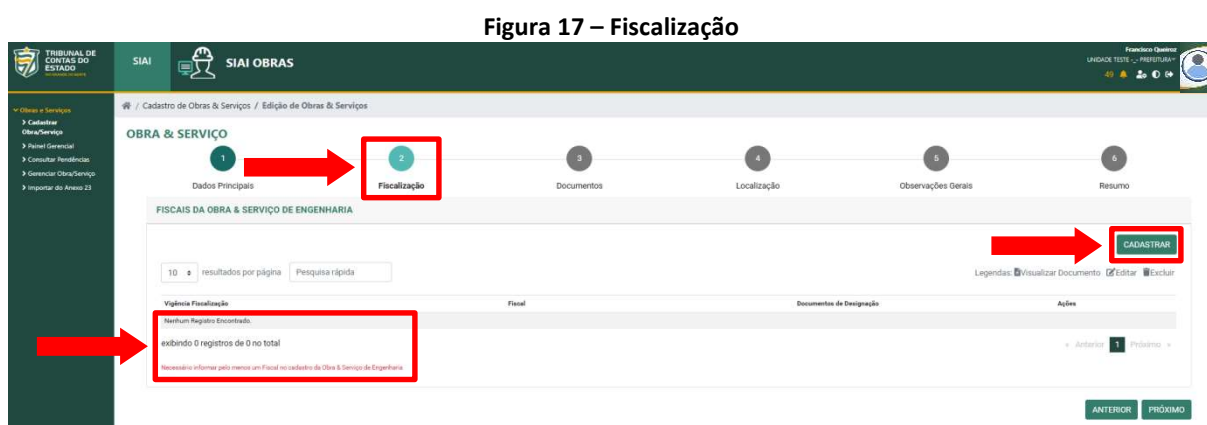 Figura 17 – Fiscalização
TRIBUNAL DE
CONTAS DO
ESTADO
SIAI
SIAI OBRAS
Francisco Queiroz
UNIDADE TESTE -_- PREFEITURA
49
Obras e Serviços
Cadastrar
Obra/Serviço
Painel Gerencial
Consultar Pendências
Gerenciar Obra/Serviço
Importar do Anexo 23
/ Cadastro de Obras & Serviços / Edição de Obras & Serviços
OBRA & SERVIÇO
1 2 3 4 5 6
Dados Principais Fiscalização Documentos Localização Observações Gerais Resumo
FISCAIS DA OBRA & SERVIÇO DE ENGENHARIA
CADASTRAR
10 resultados por página Pesquisa rápida
Legendas: Visualizar Documento Editar Excluir
Vigência Fiscalização Fiscal Documentos de Designação Ações
Nenhum Registro Encontrado.
exibindo 0 registros de 0 no total
« Anterior 1 Próximo »
Necessário informar pelo menos um Fiscal no cadastro da Obra & Serviço de Engenharia
ANTERIOR PRÓXIMO